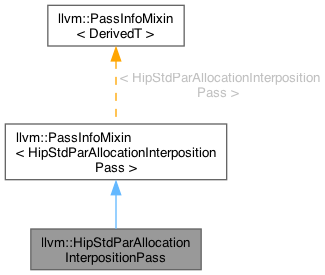 llvm::PassInfoMixin
< DerivedT >
< HipStdParAllocationInterposition
Pass >
llvm::PassInfoMixin
< HipStdParAllocationInterposition
Pass >
llvm::HipStdParAllocation
InterpositionPass